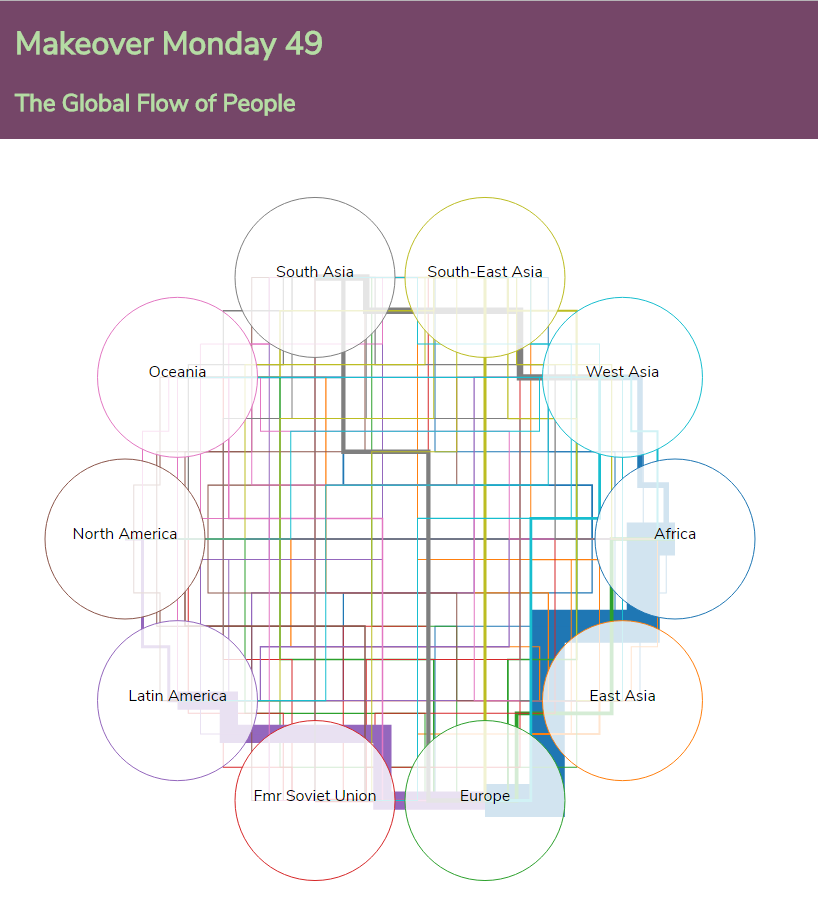 Makeover Monday 49
The Global Flow of People
South Asia
South-East Asia
Oceania
West Asia
North America
Africa
Latin America
East Asia
Fmr Soviet Union
Europe